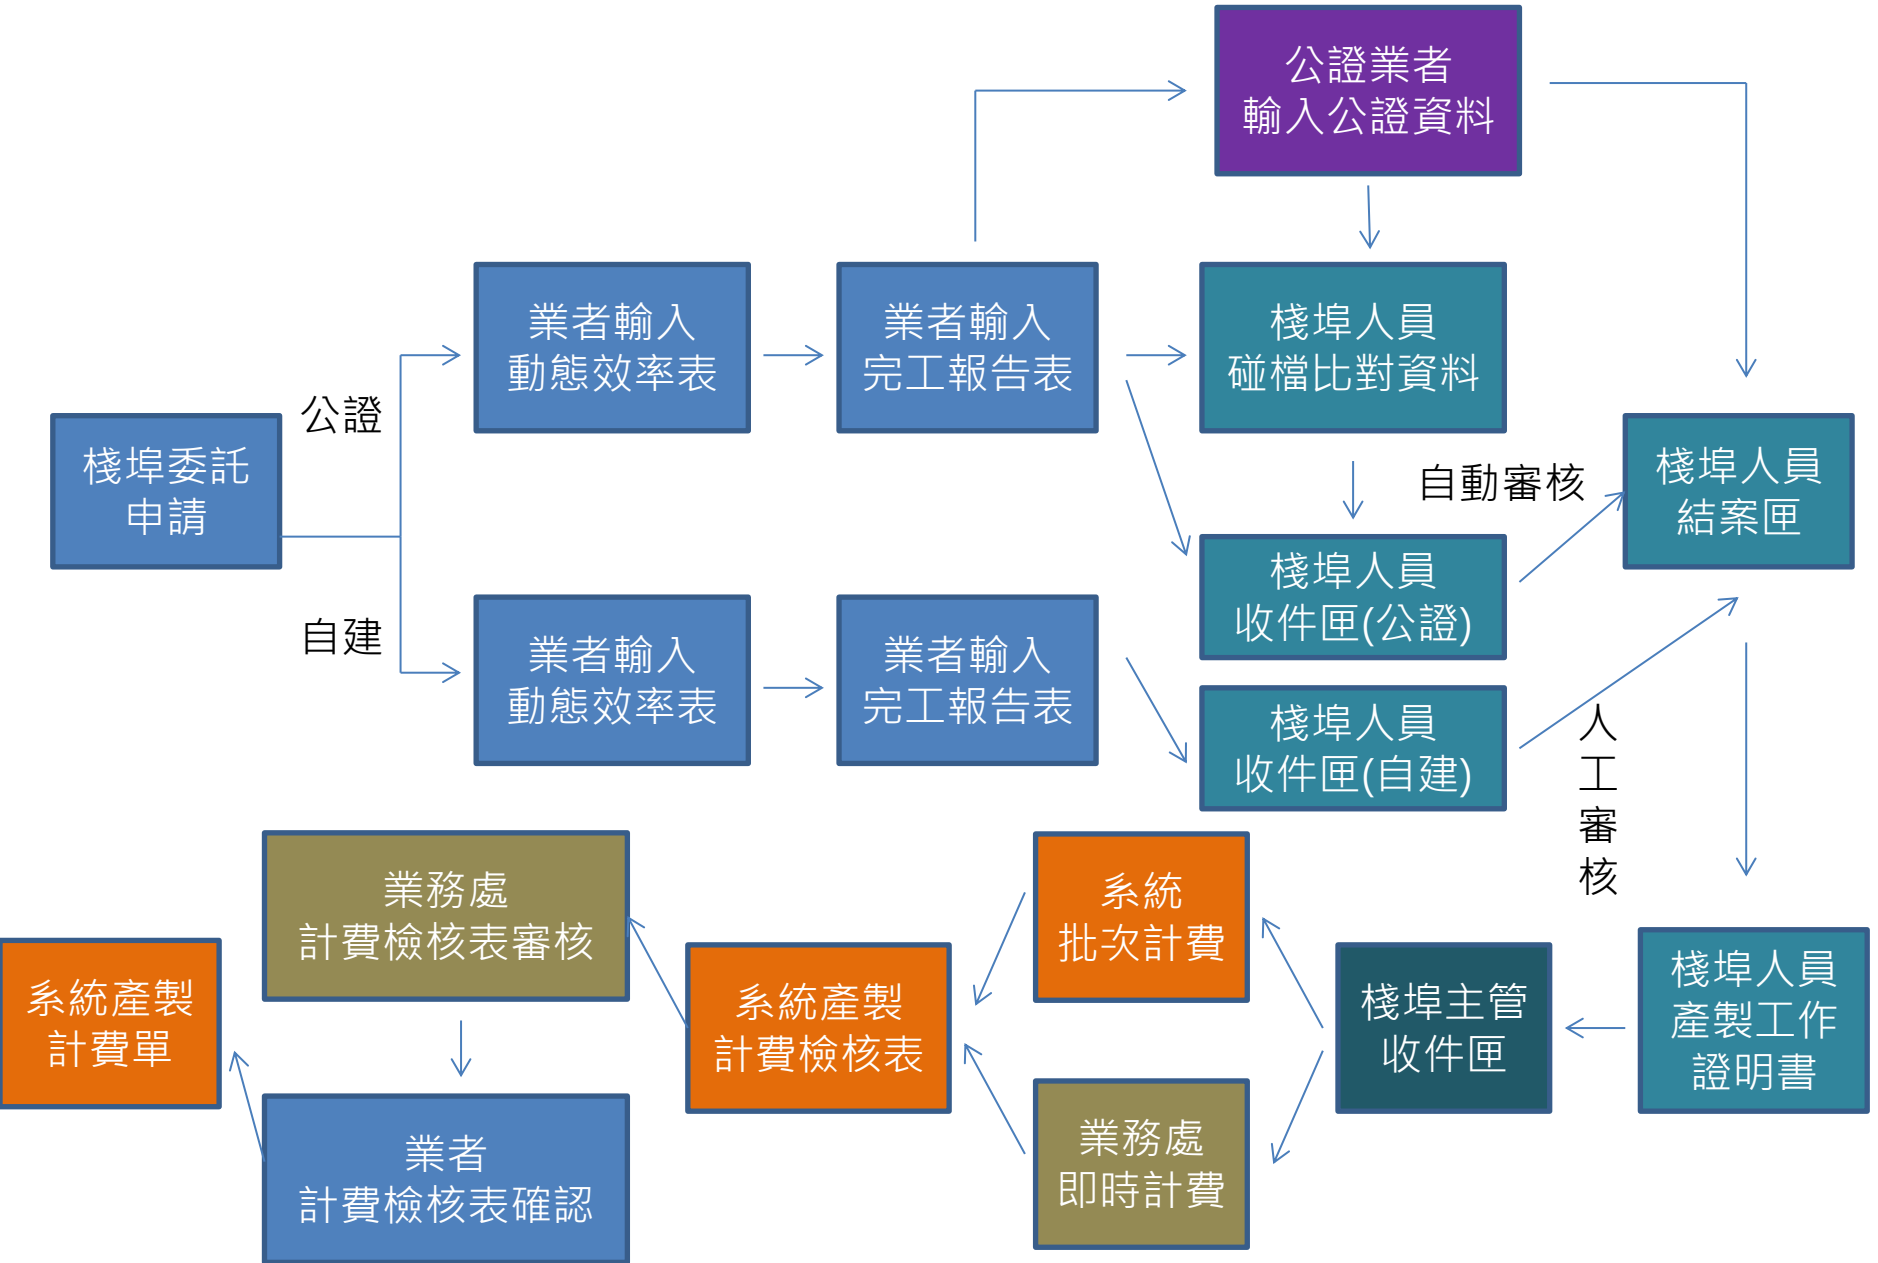 公證業者
輸入公證資料
業者輸入
動態效率表
業者輸入
完工報告表
棧埠人員
碰檔比對資料
公證
棧埠委託
申請
自動審核
棧埠人員
結案匣
棧埠人員
收件匣(公證)
自建
業者輸入
動態效率表
業者輸入
完工報告表
棧埠人員
收件匣(自建)
人
工
審
核
業務處
計費檢核表審核
系統
批次計費
系統產製
計費單
系統產製
計費檢核表
棧埠主管
收件匣
棧埠人員
產製工作
證明書
業者
計費檢核表確認
業務處
即時計費